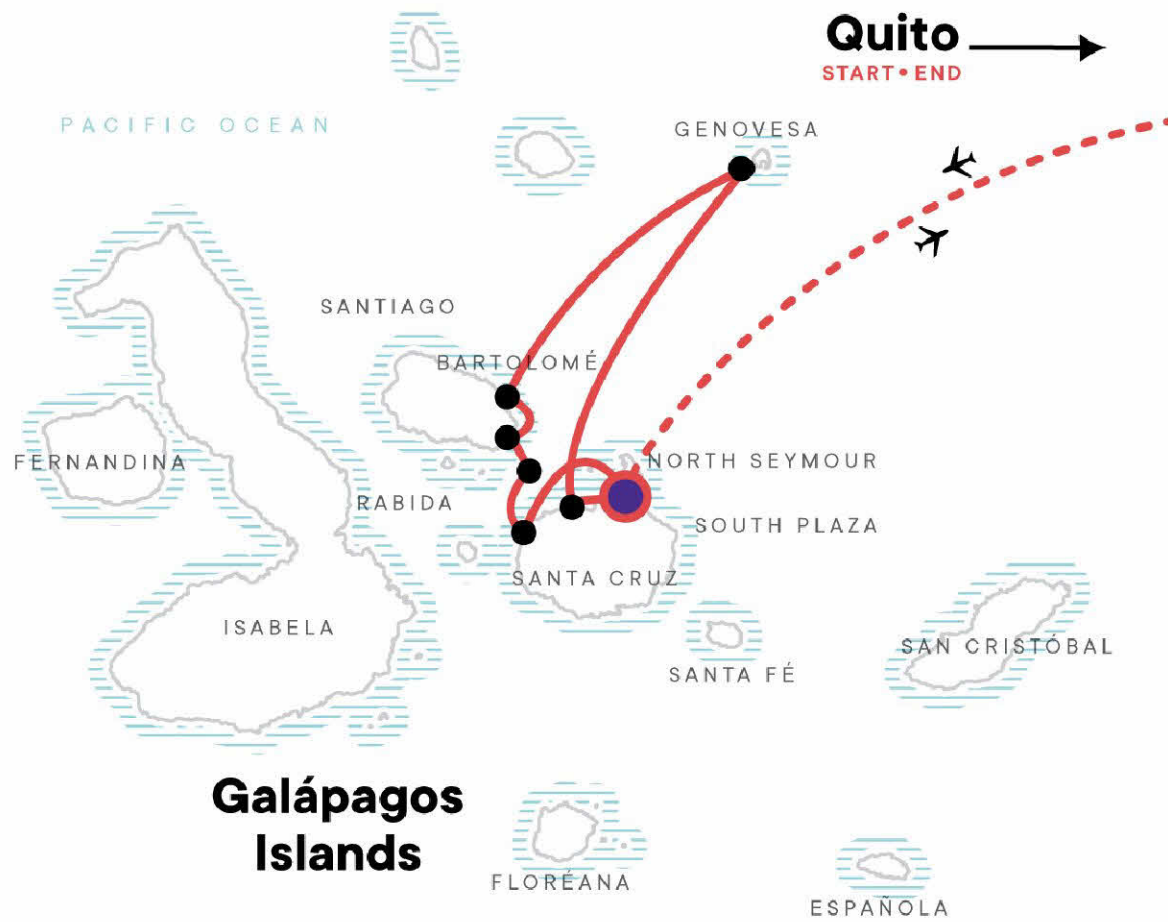 Quito
START • END
PACIFIC OCEAN
GENOVESA
SANTIAGO
BARTOLOMÉ
FERNANDINA
NORTH SEYMOUR
RABIDA
SOUTH PLAZA
SANTA CRUZ
ISABELA
SAN CRISTÓBAL
SANTA FÉ
Galápagos
Islands
FLORÉANA
ESPAÑOLA